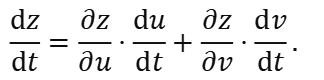 dz/dt = ∂z/∂u · du/dt + ∂z/∂v · dv/dt .